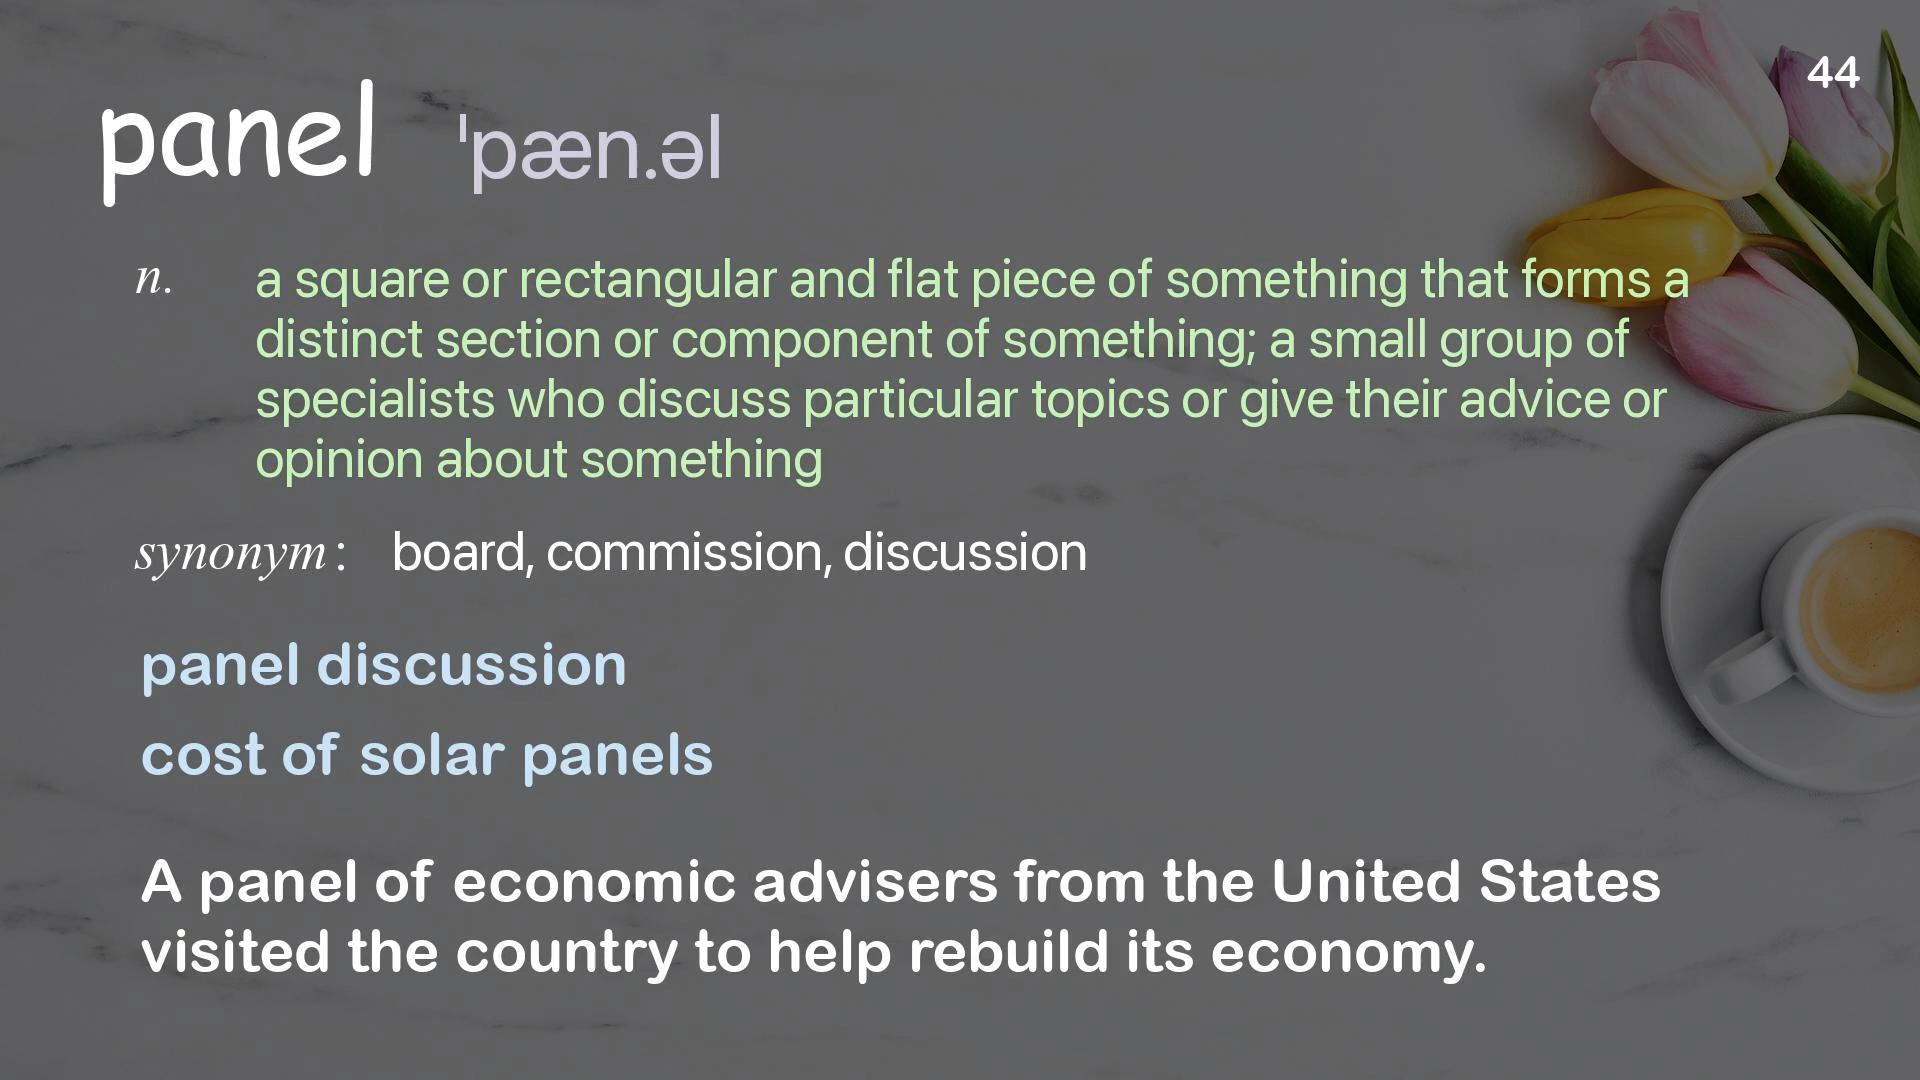 44
panel ˈpæn.əl
n. a square or rectangular and flat piece of something that forms a
distinct section or component of something; a small group of
specialists who discuss particular topics or give their advice or
opinion about something
synonym : board, commission, discussion
panel discussion
cost of solar panels
A panel of economic advisers from the United States
visited the country to help rebuild its economy.